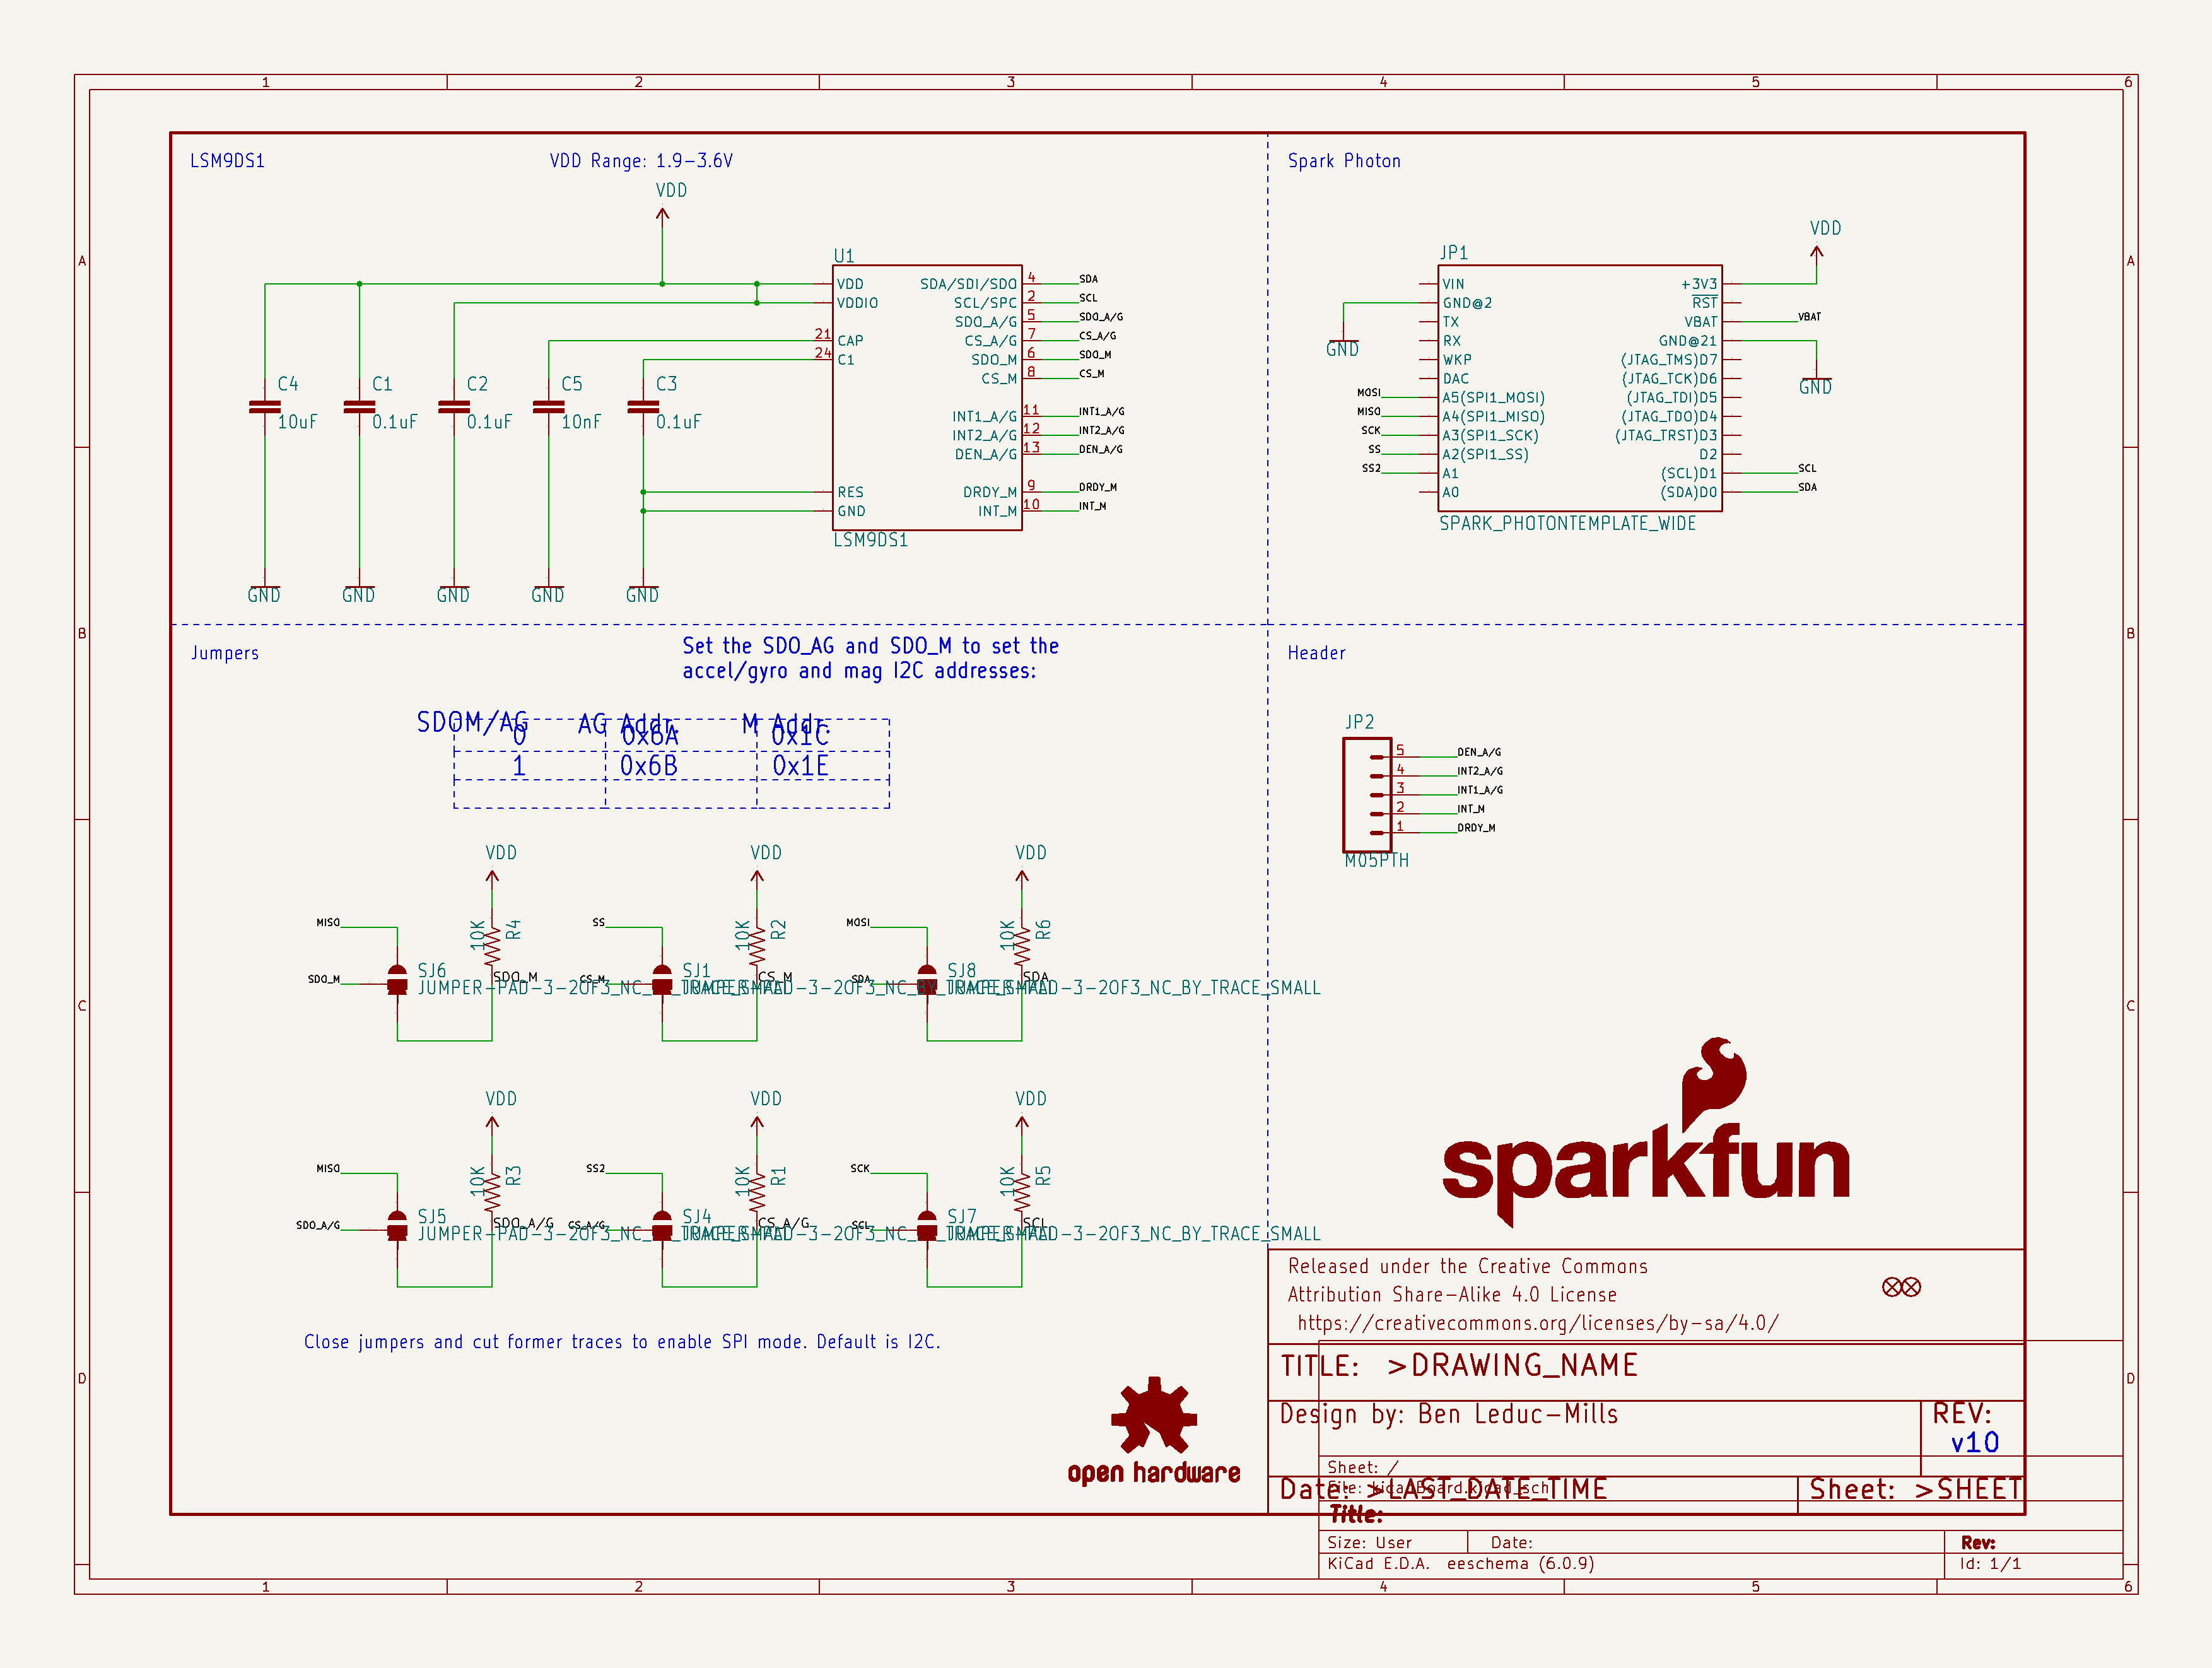 1 2 3 4 5 6
A
B
C
D
LSM9DS1
VDD Range: 1.9-3.6V
VDD
U1
VDD
VDDIO
21 CAP
24 C1
RES
GND
SDA/SDI/SDO 4 SDA
SCL/SPC 2 SCL
SDO_A/G 5 SDO_A/G
CS_A/G 7 CS_A/G
SDO_M 6 SDO_M
CS_M 8 CS_M
INT1_A/G 11 INT1_A/G
INT2_A/G 12 INT2_A/G
DEN_A/G 13 DEN_A/G
DRDY_M 9 DRDY_M
INT_M 10 INT_M
LSM9DS1
C4
10uF
C1
0.1uF
C2
0.1uF
C5
10nF
C3
0.1uF
GND GND GND GND GND
Spark Photon
VDD
JP1
VIN
GND@2
TX
RX
WKP
DAC
MOSI A5(SPI1_MOSI)
MISO A4(SPI1_MISO)
SCK A3(SPI1_SCK)
SS A2(SPI1_SS)
SS2 A1
A0
GND
+3V3
RST
VBAT VBAT
GND@21
(JTAG_TMS)D7
(JTAG_TCK)D6
(JTAG_TDI)D5
(JTAG_TDO)D4
(JTAG_TRST)D3
D2
(SCL)D1 SCL
(SDA)D0 SDA
GND
SPARK_PHOTONTEMPLATE_WIDE
Jumpers
Set the SDO_AG and SDO_M to set the
accel/gyro and mag I2C addresses:
SDOM/AG AG Addr. M Addr.
0 0x6A 0x1C
1 0x6B 0x1E
VDD VDD VDD
MISO
SDO_M
SJ6
JUMPER-PAD-3-2OF3_NC_BY_TRACE_SMALL
10K
R4
SDO_M
SS
CS_M
SJ1
JUMPER-PAD-3-2OF3_NC_BY_TRACE_SMALL
10K
R2
CS_M
MOSI
SDA
SJ8
JUMPER-PAD-3-2OF3_NC_BY_TRACE_SMALL
10K
R6
SDA
VDD VDD VDD
MISO
SDO_A/G
SJ5
JUMPER-PAD-3-2OF3_NC_BY_TRACE_SMALL
10K
R3
SDO_A/G
SS2
CS_A/G
SJ4
JUMPER-PAD-3-2OF3_NC_BY_TRACE_SMALL
10K
R1
CS_A/G
SCK
SCL
SJ7
JUMPER-PAD-3-2OF3_NC_BY_TRACE_SMALL
10K
R5
SCL
Close jumpers and cut former traces to enable SPI mode. Default is I2C.
open hardware
Header
JP2
5 DEN_A/G
4 INT2_A/G
3 INT1_A/G
2 INT_M
1 DRDY_M
M05PTH
sparkfun
Released under the Creative Commons
Attribution Share-Alike 4.0 License
https://creativecommons.org/licenses/by-sa/4.0/
TITLE: >DRAWING_NAME
Design by: Ben Leduc-Mills
REV:
v10
Date: >LAST_DATE_TIME
Sheet: >SHEET
Sheet: /
File: kicadBoard.kicad_sch
Title:
Size: User
Date:
Rev:
KiCad E.D.A. eeschema (6.0.9)
Id: 1/1
A
B
C
D
1 2 3 4 5 6